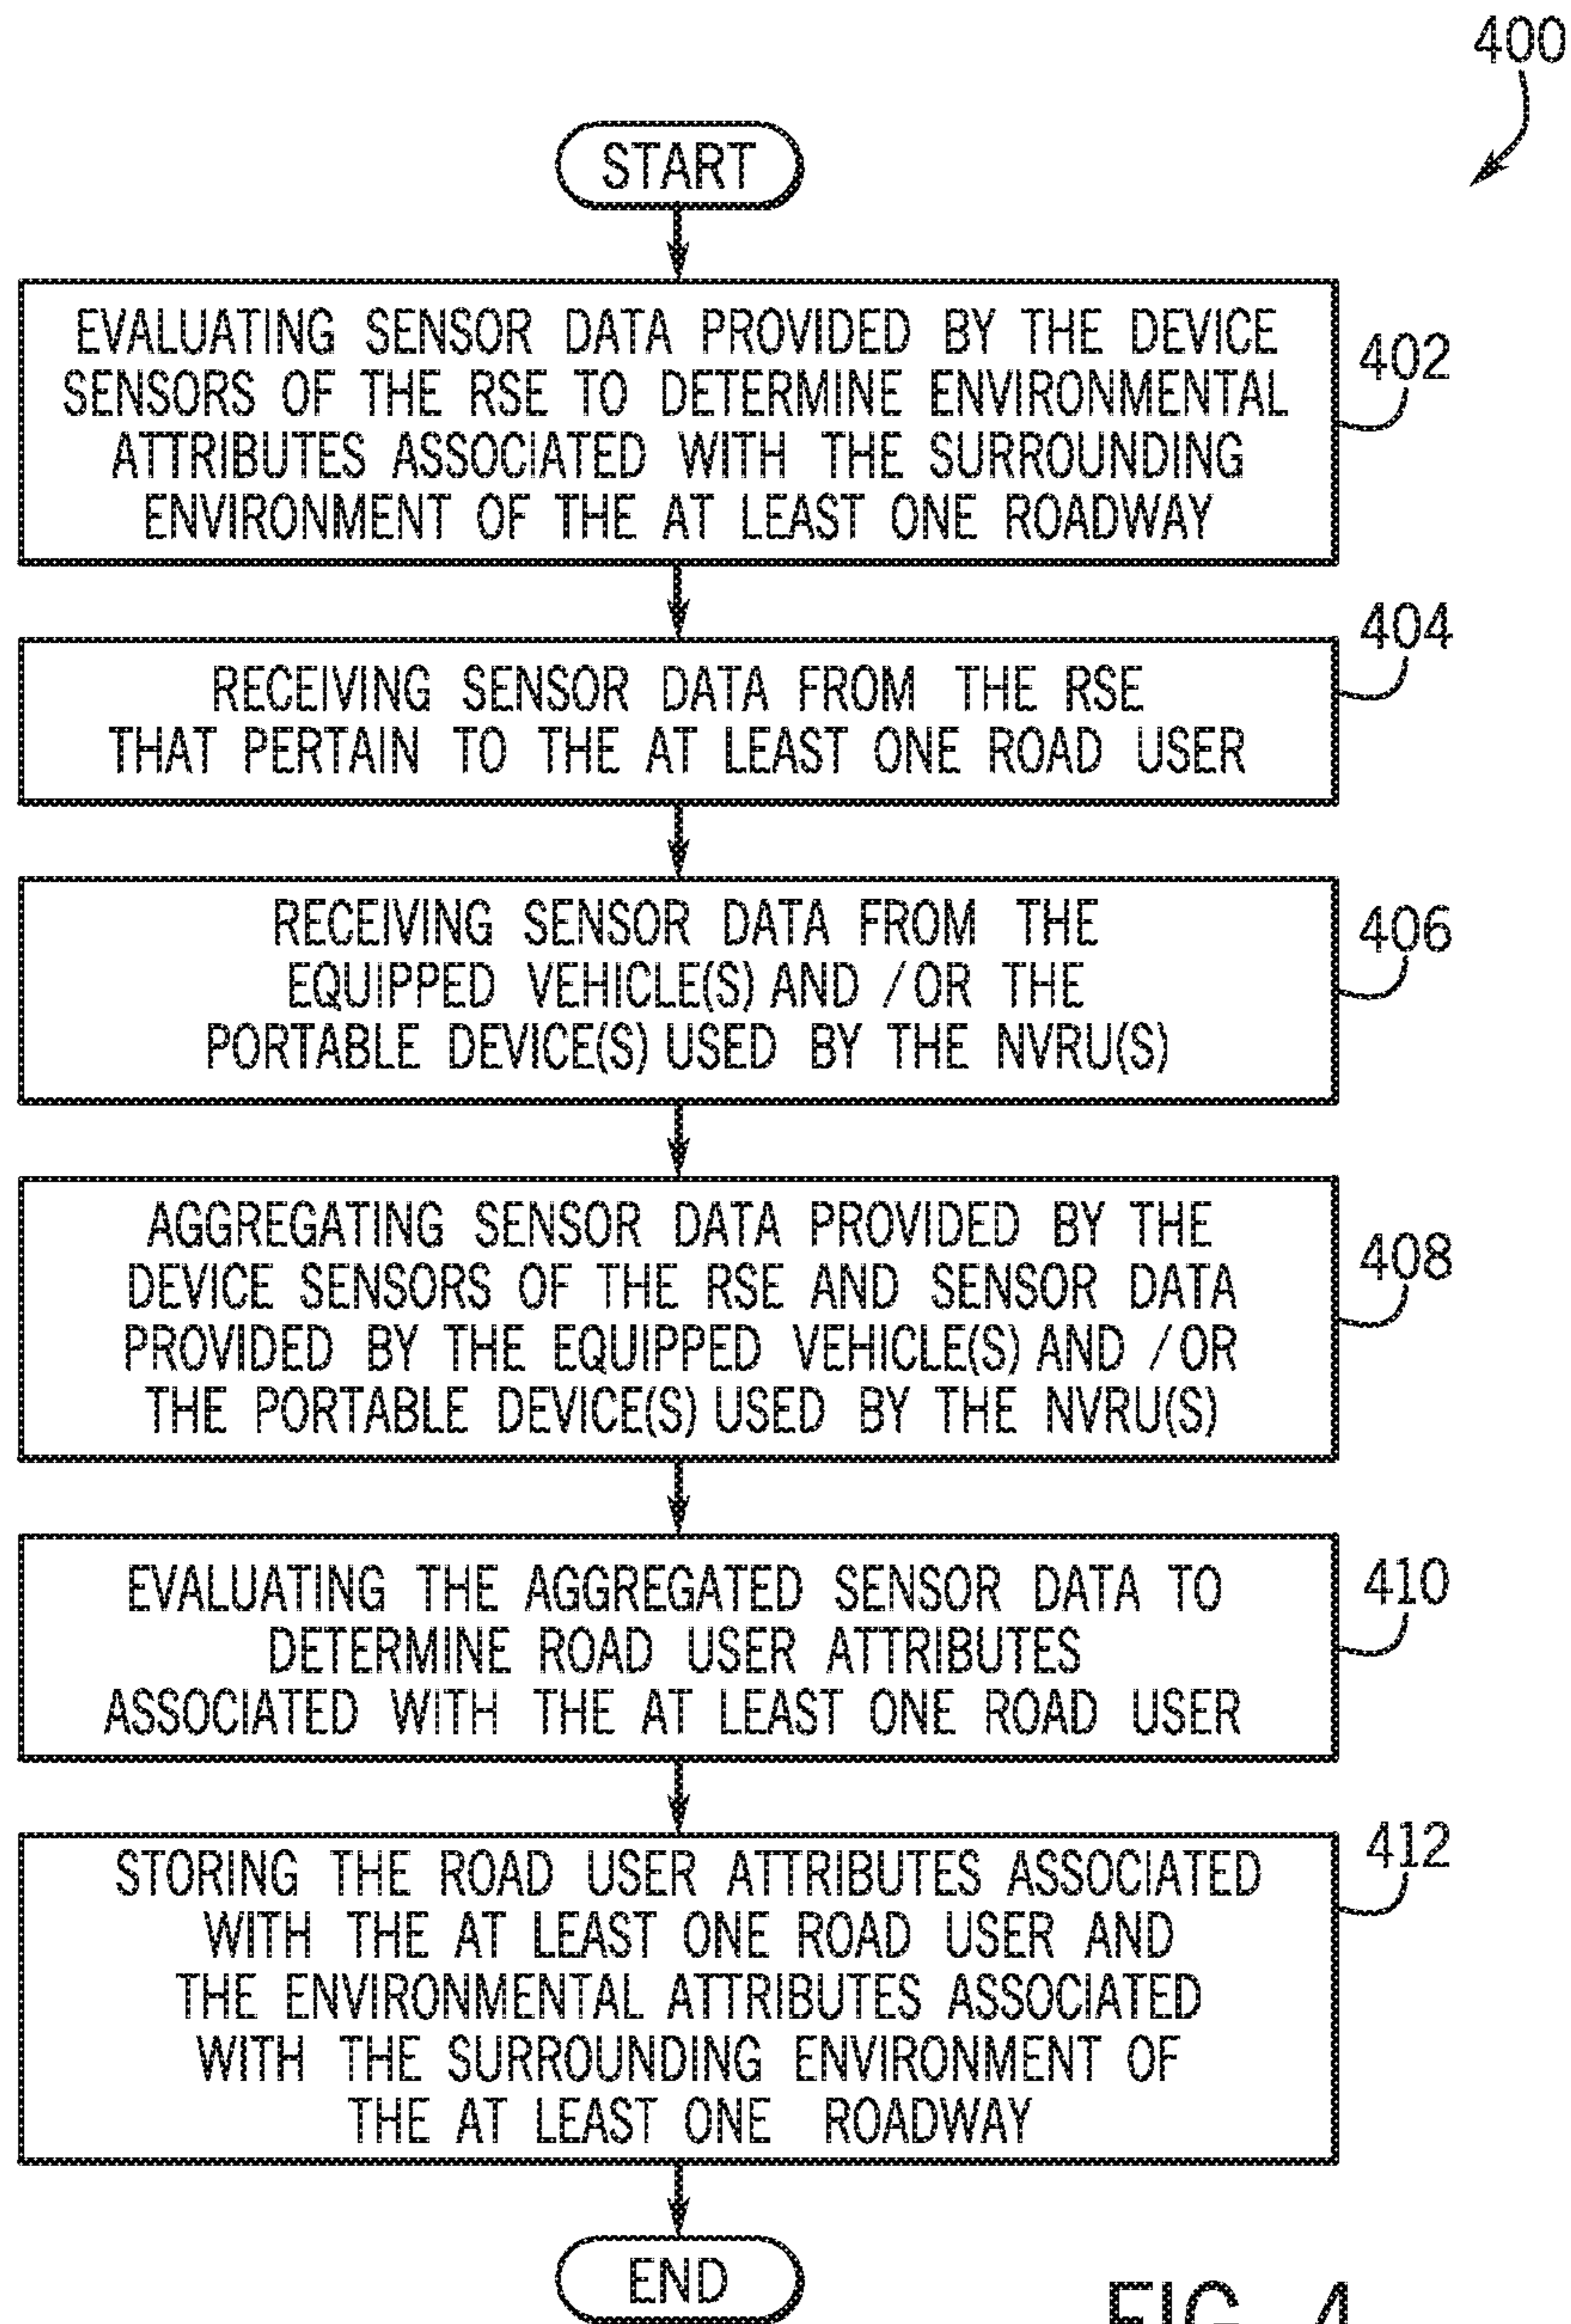 400
START
EVALUATING SENSOR DATA PROVIDED BY THE DEVICE
SENSORS OF THE RSE TO DETERMINE ENVIRONMENTAL
ATTRIBUTES ASSOCIATED WITH THE SURROUNDING
ENVIRONMENT OF THE AT LEAST ONE ROADWAY
402
RECEIVING SENSOR DATA FROM THE RSE
THAT PERTAIN TO THE AT LEAST ONE ROAD USER
404
RECEIVING SENSOR DATA FROM THE
EQUIPPED VEHICLE(S) AND /OR THE
PORTABLE DEVICE(S) USED BY THE NVRU(S)
406
AGGREGATING SENSOR DATA PROVIDED BY THE
DEVICE SENSORS OF THE RSE AND SENSOR DATA
PROVIDED BY THE EQUIPPED VEHICLE(S) AND /OR
THE PORTABLE DEVICE(S) USED BY THE NVRU(S)
408
EVALUATING THE AGGREGATED SENSOR DATA TO
DETERMINE ROAD USER ATTRIBUTES
ASSOCIATED WITH THE AT LEAST ONE ROAD USER
410
STORING THE ROAD USER ATTRIBUTES ASSOCIATED
WITH THE AT LEAST ONE ROAD USER AND
THE ENVIRONMENTAL ATTRIBUTES ASSOCIATED
WITH THE SURROUNDING ENVIRONMENT OF
THE AT LEAST ONE ROADWAY
412
END
FIG. 4